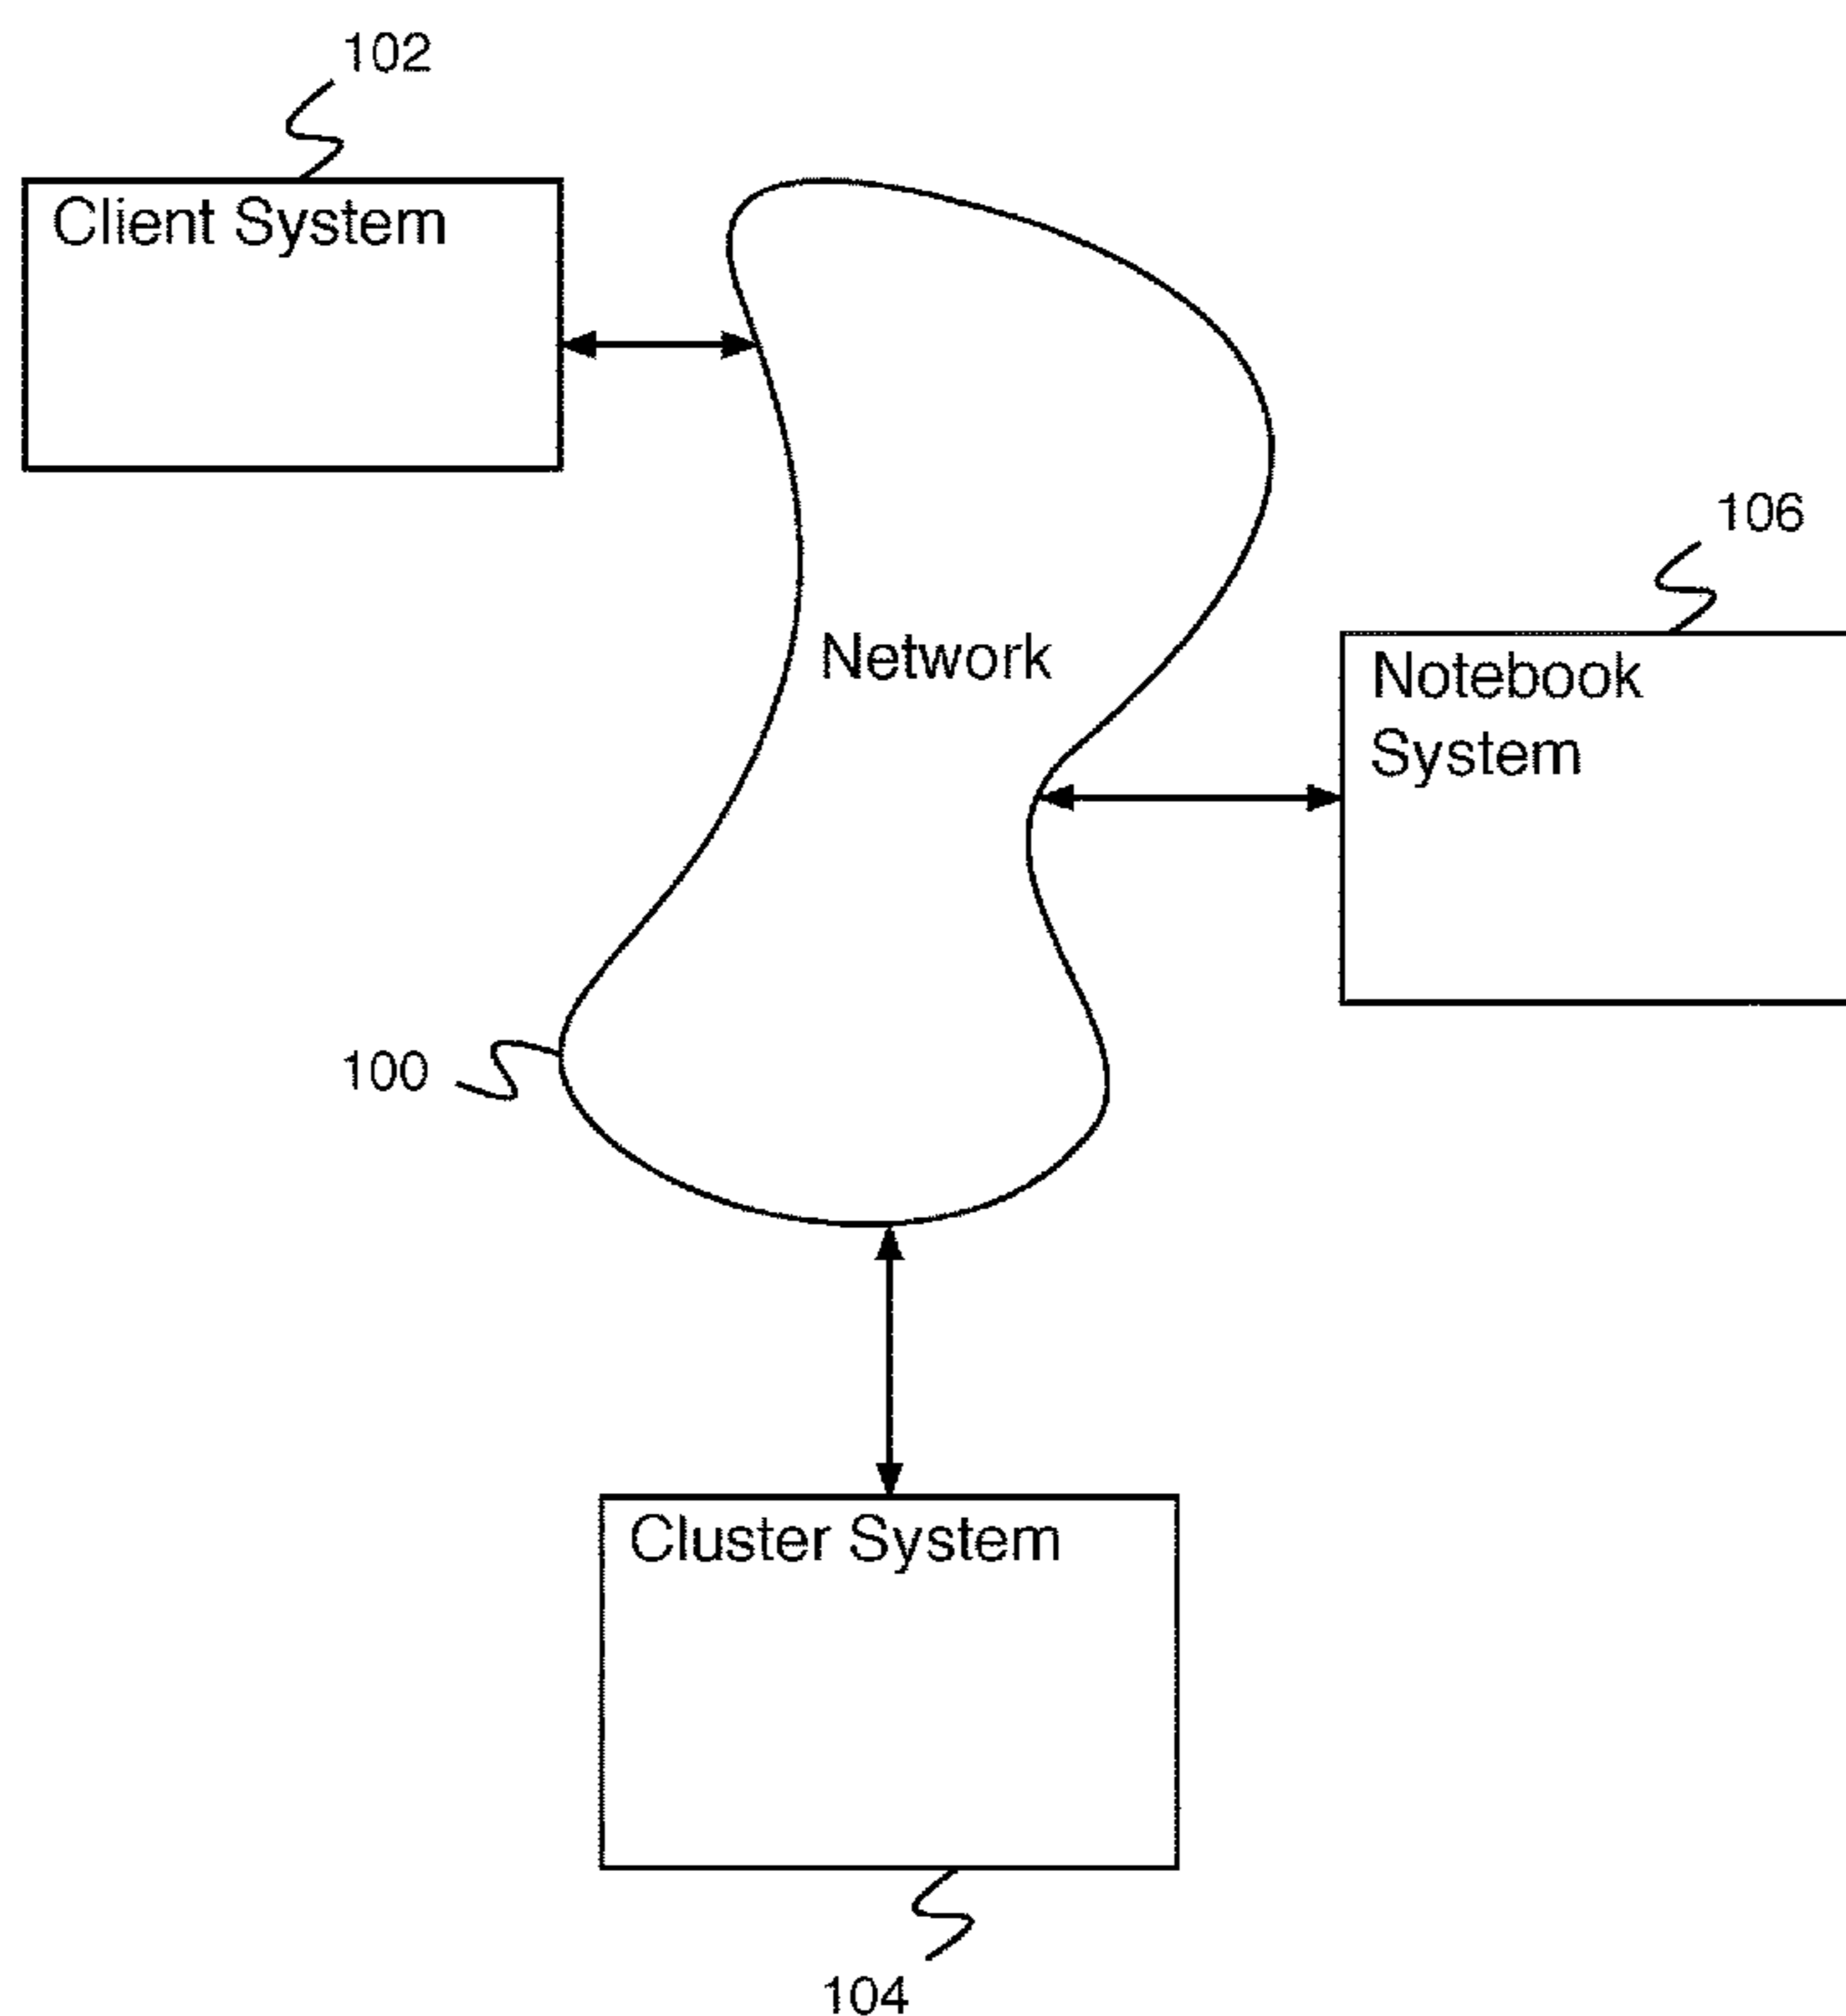 102
Client System
106
Network
Notebook
System
100
Cluster System
104